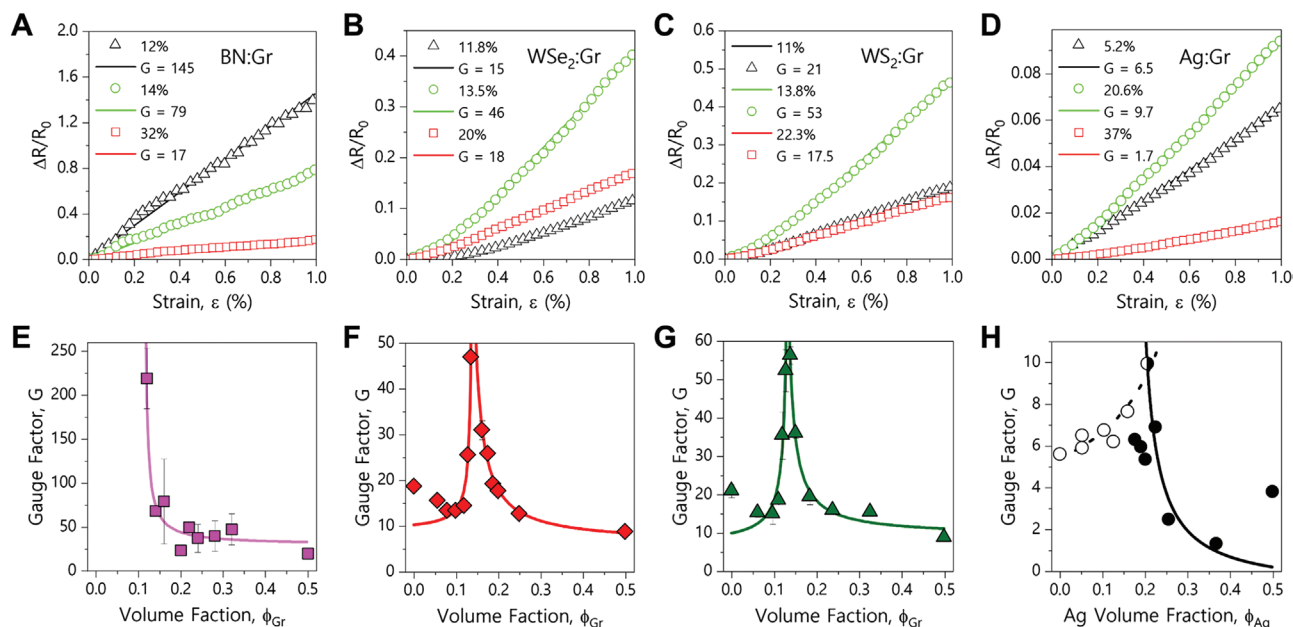 A
BN:Gr
12%
G = 145
14%
G = 79
32%
G = 17
2.0
1.6
1.2
0.8
0.4
0.0
ΔR/R0
0.0 0.2 0.4 0.6 0.8 1.0
Strain, ε (%)
B
WSe2:Gr
11.8%
G = 15
13.5%
G = 46
20%
G = 18
0.4
0.3
0.2
0.1
0.0
ΔR/R0
0.0 0.2 0.4 0.6 0.8 1.0
Strain, ε (%)
C
WS2:Gr
11%
G = 21
13.8%
G = 53
22.3%
G = 17.5
0.6
0.5
0.4
0.3
0.2
0.1
0.0
ΔR/R0
0.0 0.2 0.4 0.6 0.8 1.0
Strain, ε (%)
D
Ag:Gr
5.2%
G = 6.5
20.6%
G = 9.7
37%
G = 1.7
0.08
0.06
0.04
0.02
0.00
ΔR/R0
0.0 0.2 0.4 0.6 0.8 1.0
Strain, ε (%)
E
250
200
150
100
50
0
Gauge Factor, G
0.0 0.1 0.2 0.3 0.4 0.5
Volume Faction, ϕGr
F
50
40
30
20
10
0
Gauge Factor, G
0.0 0.1 0.2 0.3 0.4 0.5
Volume Faction, ϕGr
G
60
50
40
30
20
10
0
Gauge Factor, G
0.0 0.1 0.2 0.3 0.4 0.5
Volume Faction, ϕGr
H
10
8
6
4
2
0
Gauge Factor, G
0.0 0.1 0.2 0.3 0.4 0.5
Ag Volume Fraction, ϕAg